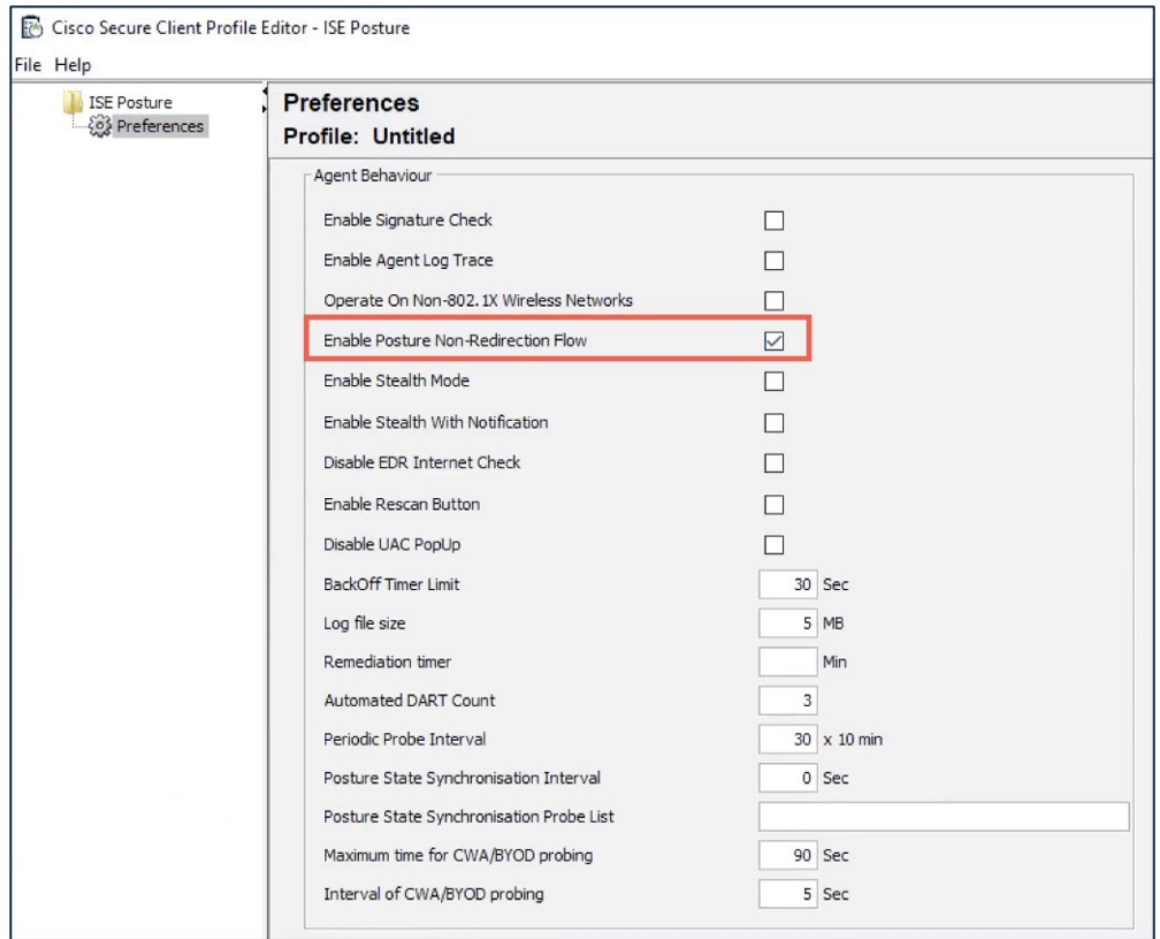 Cisco Secure Client Profile Editor - ISE Posture
File Help
ISE Posture
Preferences
Preferences
Profile: Untitled
Agent Behaviour
Enable Signature Check
Enable Agent Log Trace
Operate On Non-802.1X Wireless Networks
Enable Posture Non-Redirection Flow
Enable Stealth Mode
Enable Stealth With Notification
Disable EDR Internet Check
Enable Rescan Button
Disable UAC PopUp
BackOff Timer Limit 30 Sec
Log file size 5 MB
Remediation timer Min
Automated DART Count 3
Periodic Probe Interval 30 x 10 min
Posture State Synchronisation Interval 0 Sec
Posture State Synchronisation Probe List
Maximum time for CWA/BYOD probing 90 Sec
Interval of CWA/BYOD probing 5 Sec